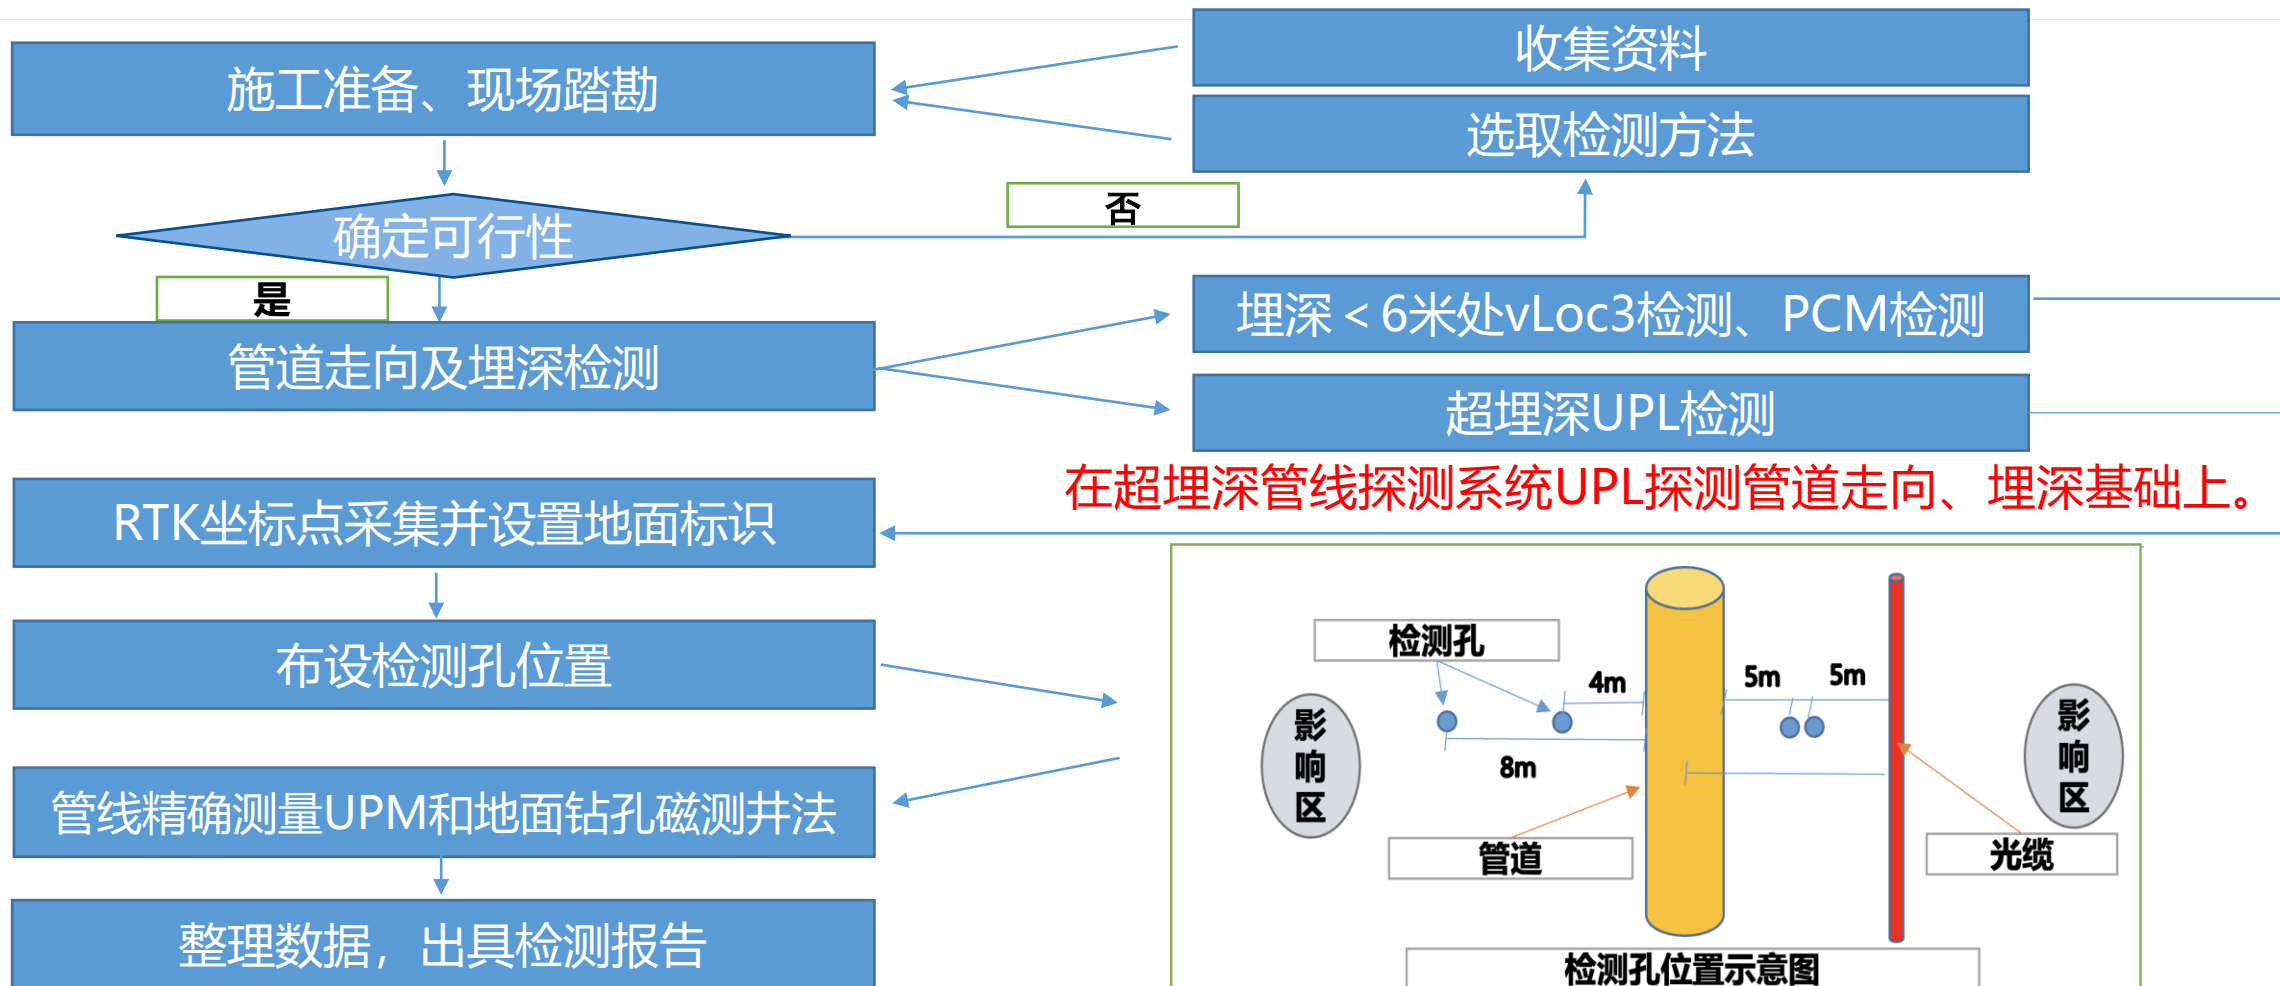 收集资料
施工准备、现场踏勘
选取检测方法
否
确定可行性
是
埋深＜6米处vLoc3检测、PCM检测
管道走向及埋深检测
超埋深UPL检测
在超埋深管线探测系统UPL探测管道走向、埋深基础上。
RTK坐标点采集并设置地面标识
布设检测孔位置
管线精确测量UPM和地面钻孔磁测井法
整理数据，出具检测报告
检测孔
4m
5m
5m
影响区
影响区
8m
管道
光缆
检测孔位置示意图